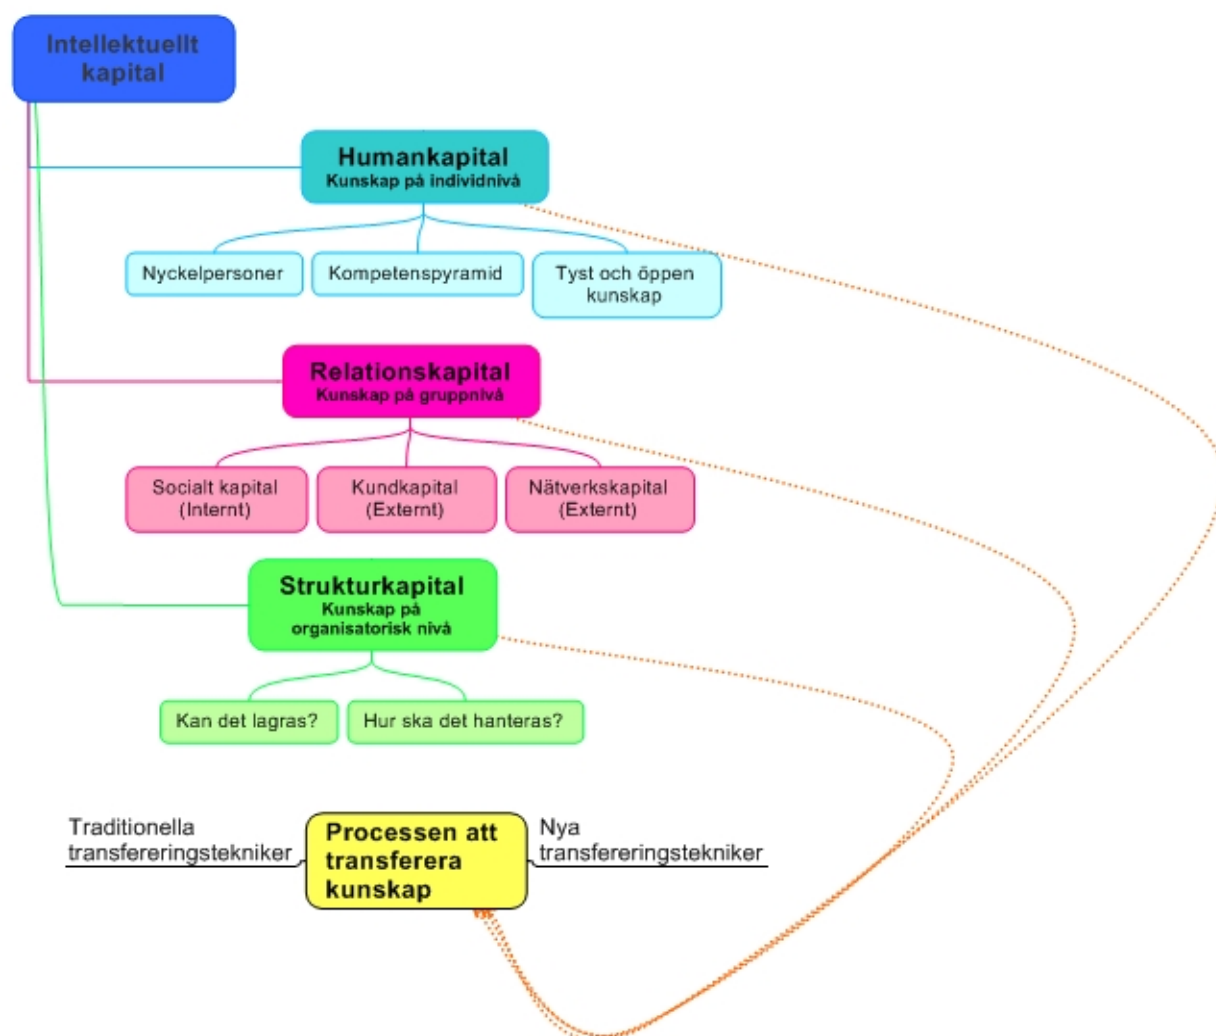 Intellektuellt
kapital
Humankapital
Kunskap på individnivå
Nyckelpersoner
Kompetenspyramid
Tyst och öppen
kunskap
Relationskapital
Kunskap på gruppnivå
Socialt kapital
(Internt)
Kundkapital
(Externt)
Nätverkskapital
(Externt)
Strukturkapital
Kunskap på
organisatorisk nivå
Kan det lagras?
Hur ska det hanteras?
Traditionella
transfereringstekniker
Processen att
transferera
kunskap
Nya
transfereringstekniker